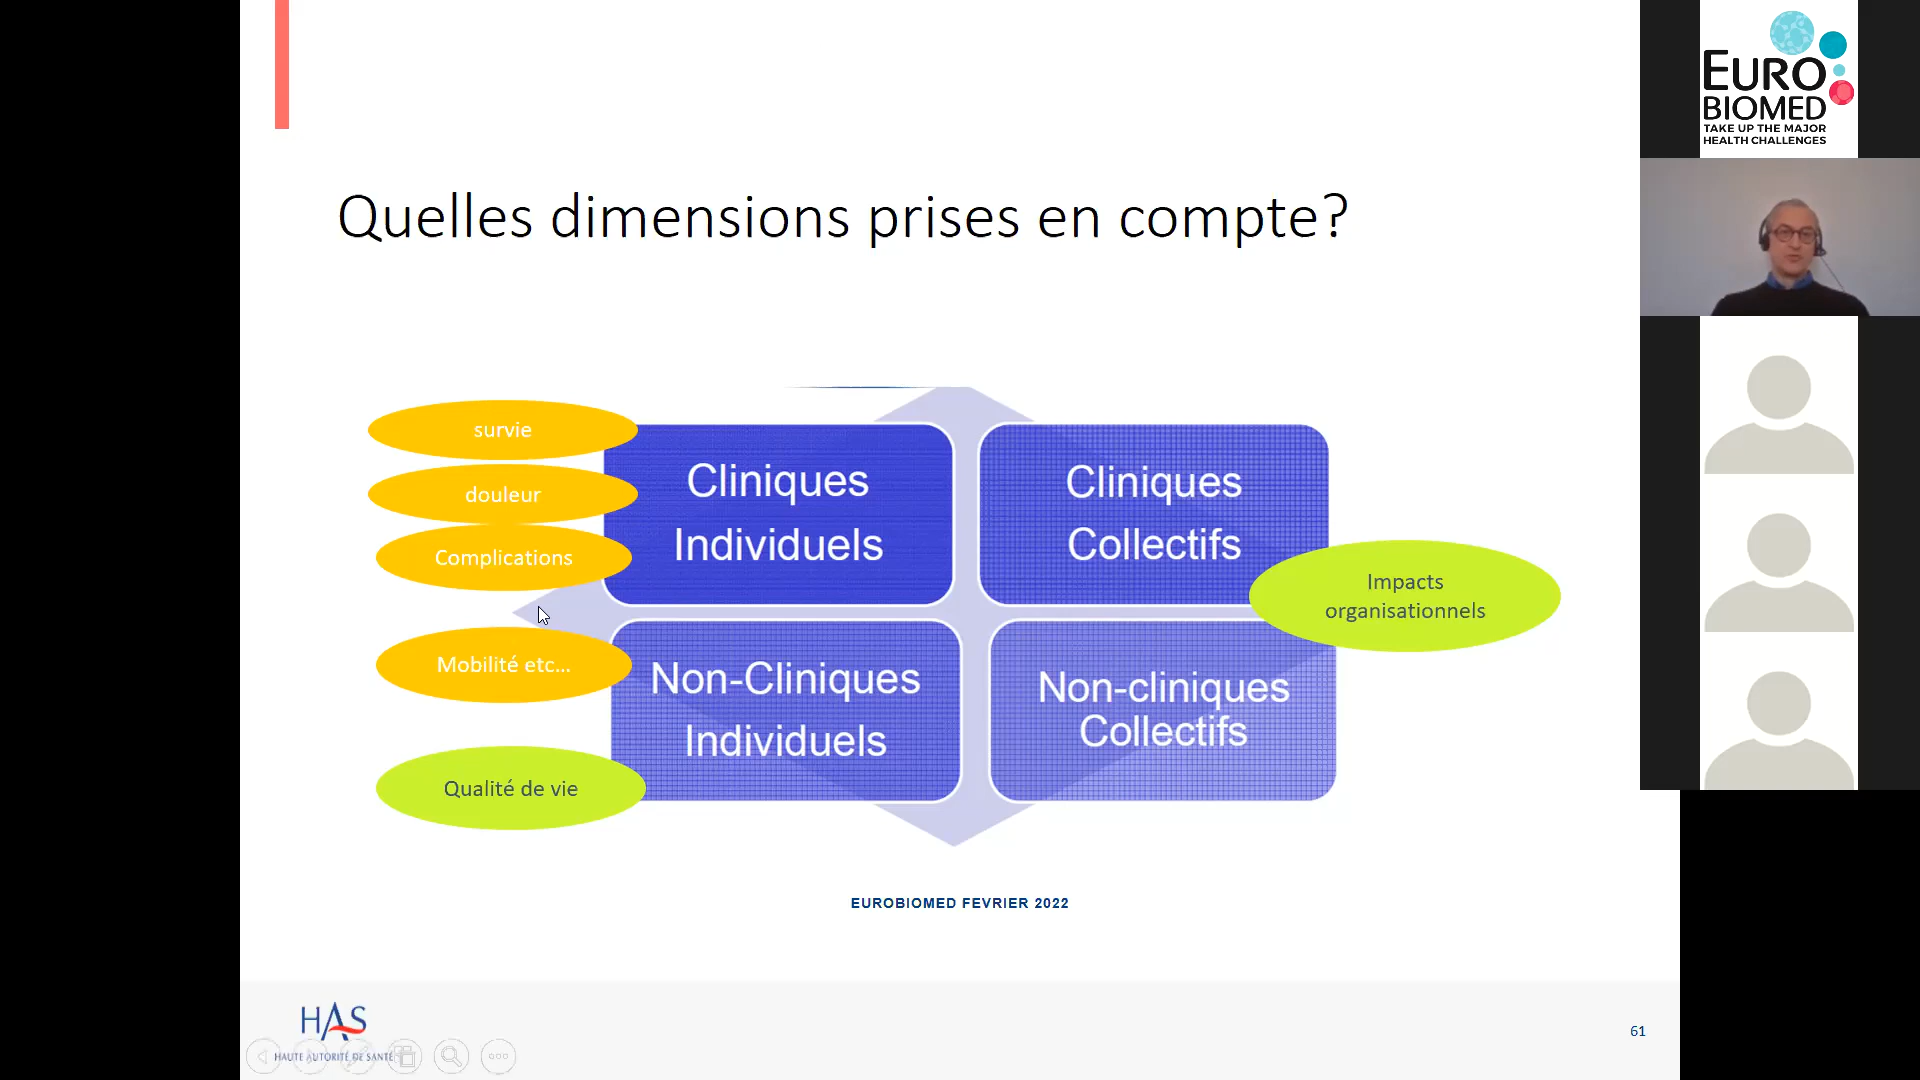 Quelles dimensions prises en compte?
survie
douleur
Complications
Mobilité etc...
Qualité de vie
Cliniques
Individuels
Cliniques
Collectifs
Non-Cliniques
Individuels
Non-cliniques
Collectifs
Impacts
organisationnels
EUROBIOMED FEVRIER 2022
HAS
HAUTE AUTORITÉ DE SANTÉ
61
EURO
BIOMED
TAKE UP THE MAJOR
HEALTH CHALLENGES